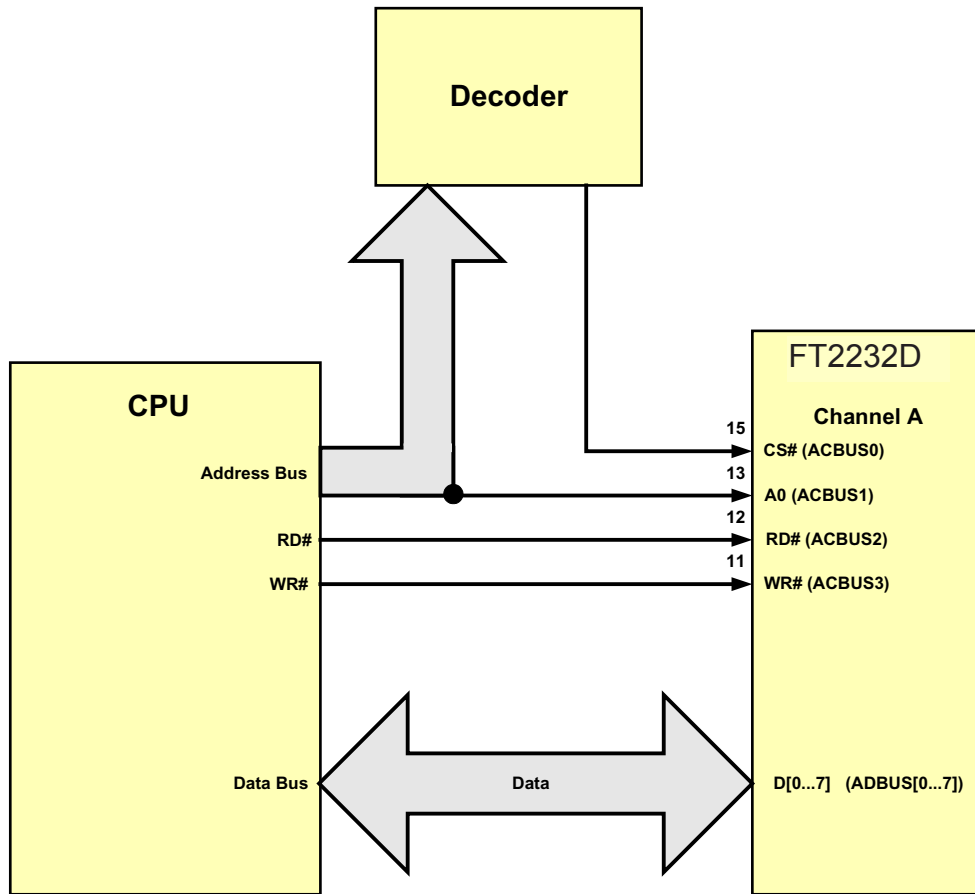 Decoder
FT2232D
CPU
Channel A
15
CS# (ACBUS0)
Address Bus
13
A0 (ACBUS1)
12
RD#
RD# (ACBUS2)
11
WR#
WR# (ACBUS3)
Data Bus
Data
D[0...7] (ADBUS[0...7])